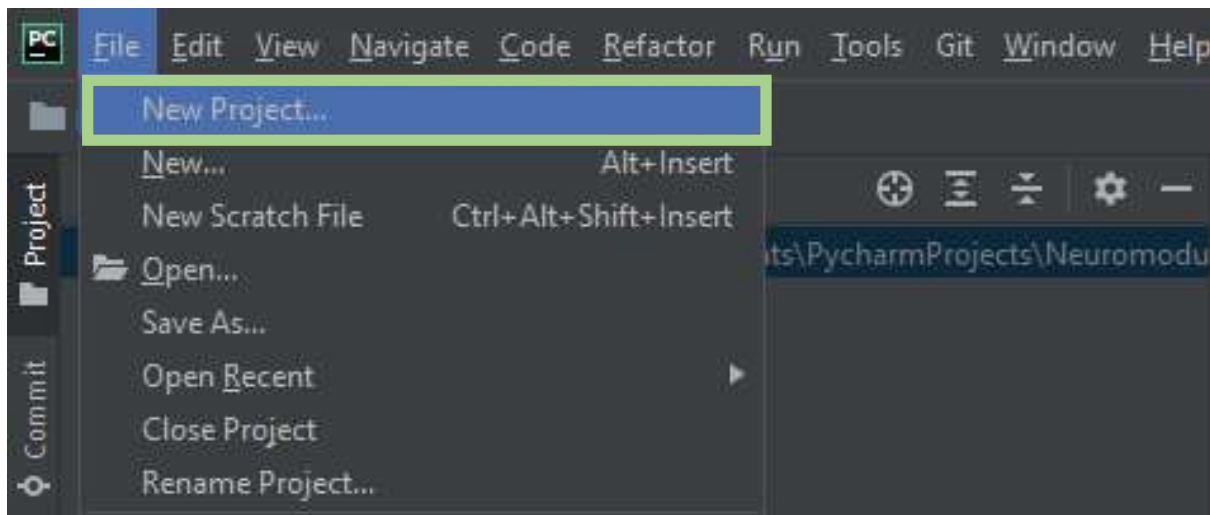 PC File Edit View Navigate Code Refactor Run Tools Git Window Help
New Project...
New... Alt+Insert
New Scratch File Ctrl+Alt+Shift+Insert
Open...
ts\PycharmProjects\Neuromodu
Save As...
Open Recent
Close Project
Rename Project...
Project
Commit